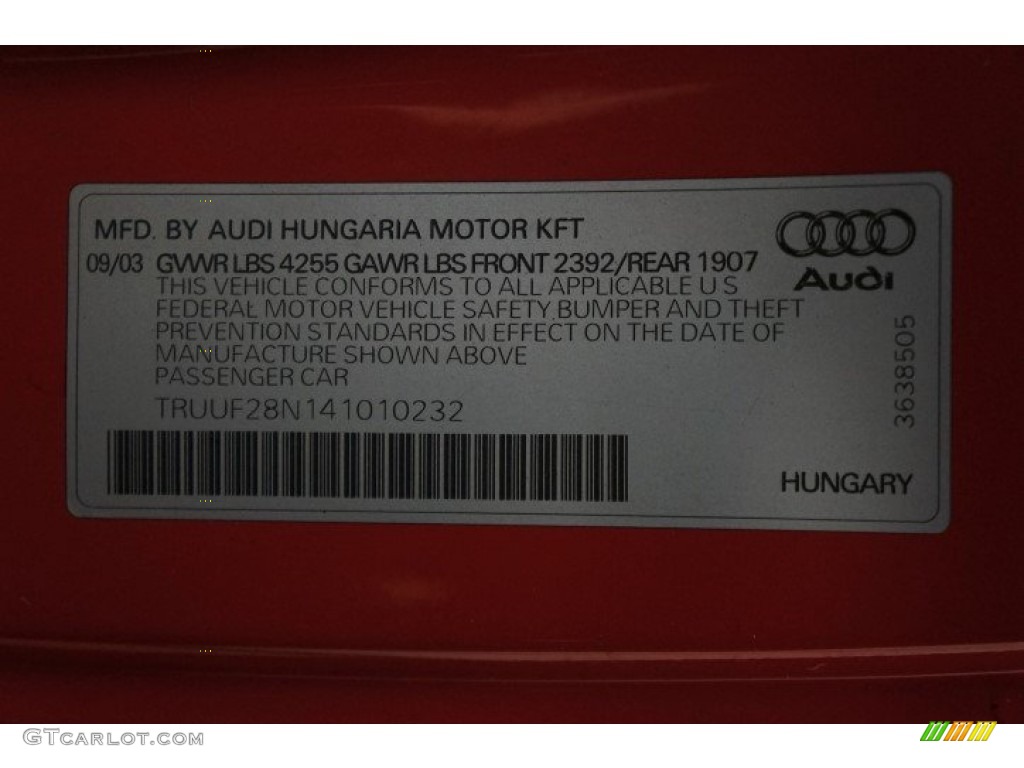 MFD. BY AUDI HUNGARIA MOTOR KFT
09/03 GVWR LBS 4255 GAWR LBS FRONT 2392/REAR 1907
THIS VEHICLE CONFORMS TO ALL APPLICABLE U S
FEDERAL MOTOR VEHICLE SAFETY, BUMPER AND THEFT
PREVENTION STANDARDS IN EFFECT ON THE DATE OF
MANUFACTURE SHOWN ABOVE
PASSENGER CAR
TRUUF28N141010232
Audi
3638505
HUNGARY
GTCARLOT.COM